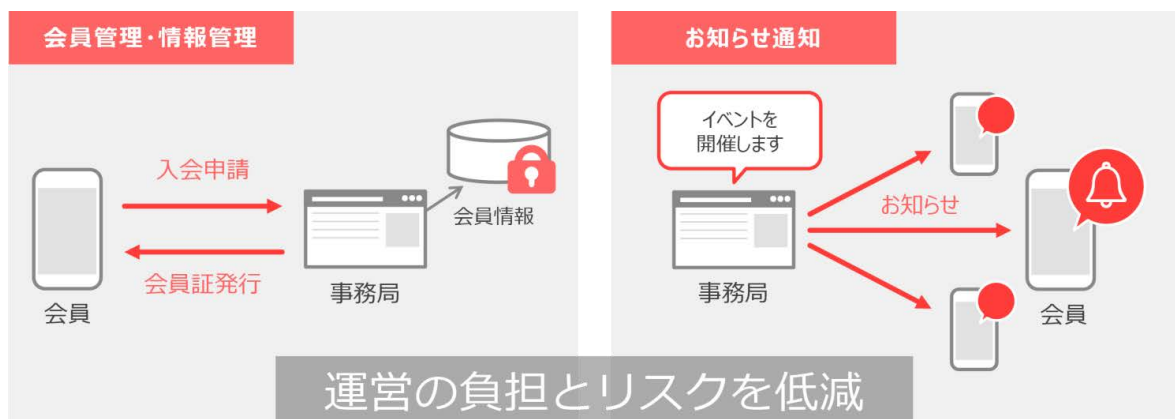 会員管理・情報管理
入会申請
会員証発行
会員
事務局
会員情報
お知らせ通知
イベントを
開催します
お知らせ
事務局
会員
運営の負担とリスクを低減